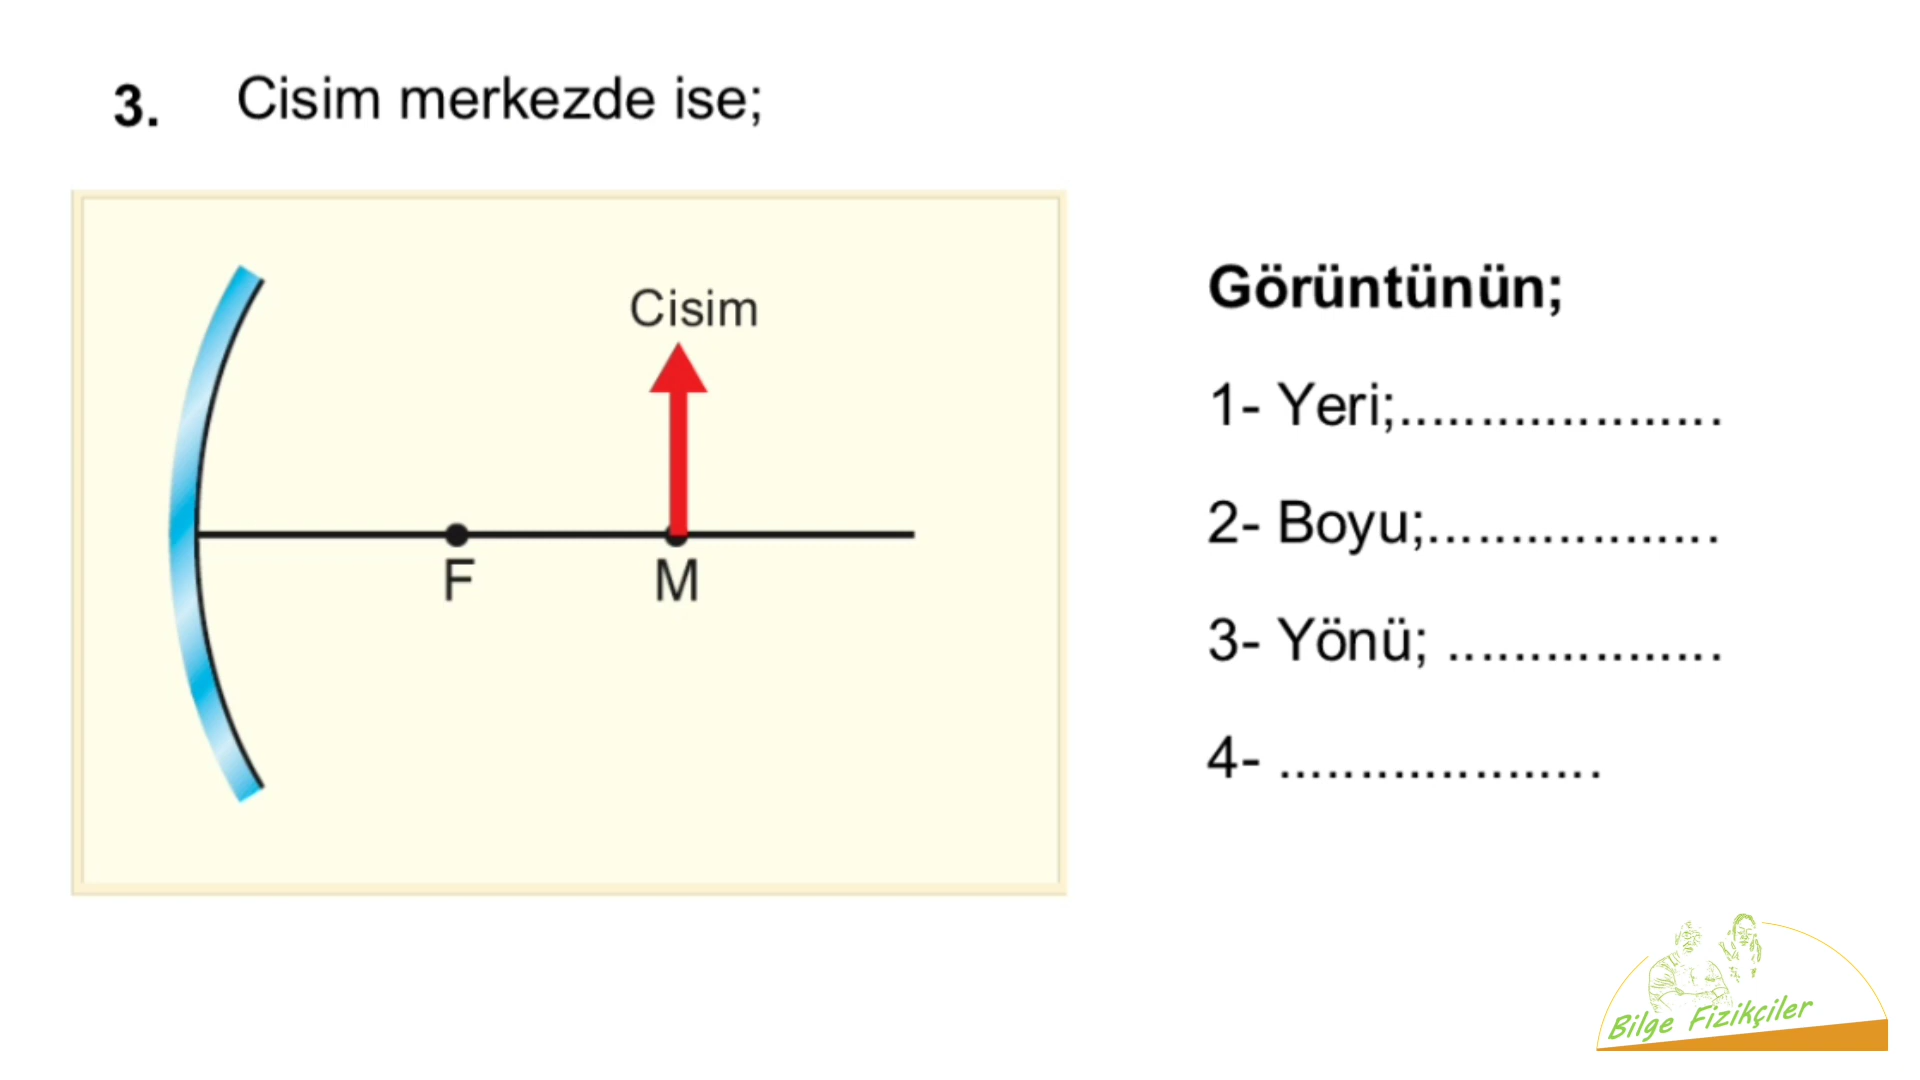 3. Cisim merkezde ise;
Cisim
F
M
Görüntünün;
1- Yeri;....................
2- Boyu;..................
3- Yönü; .................
4- ....................
Bilge Fizikçiler